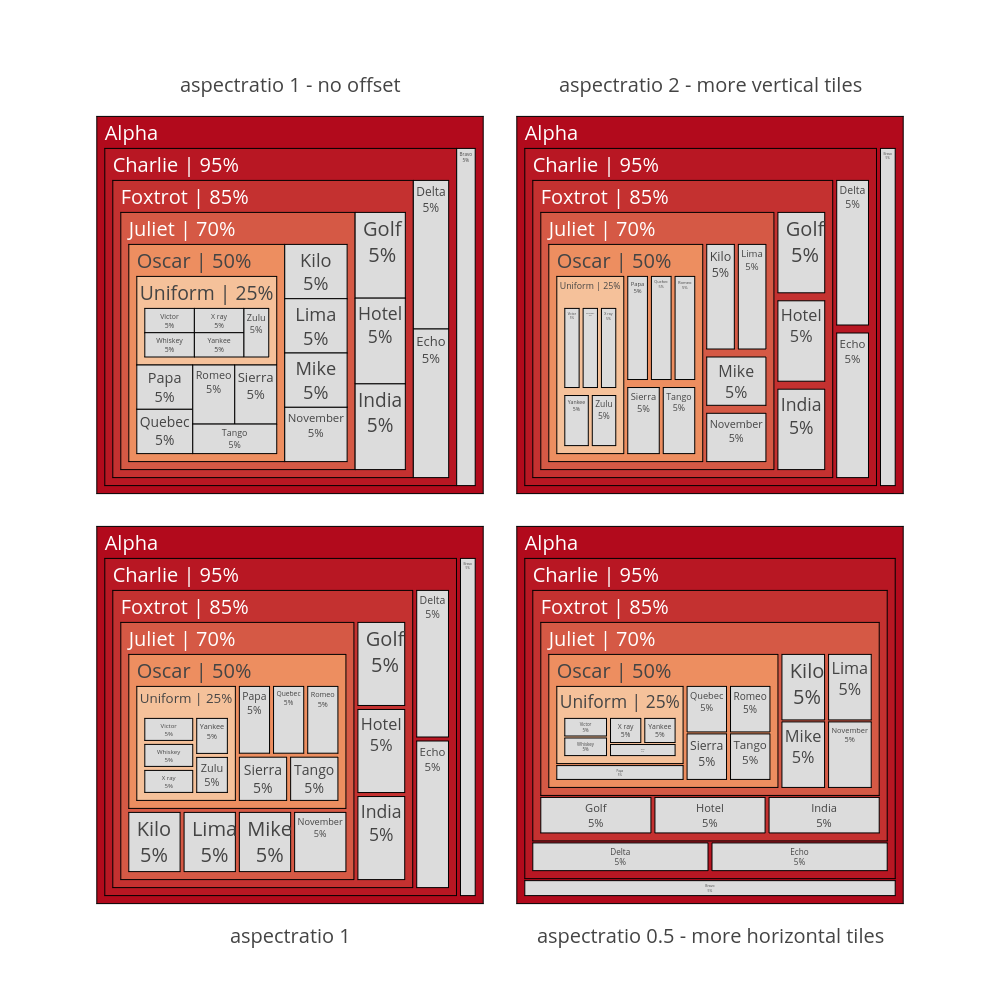 aspectratio 1 - no offset
Alpha
Charlie | 95%
Foxtrot | 85%
Juliet | 70%
Oscar | 50%
Uniform | 25%
Victor
5%
X ray
5%
Zulu
5%
Whiskey
5%
Yankee
5%
Papa
5%
Romeo
5%
Sierra
5%
Quebec
5%
Tango
5%
Kilo
5%
Lima
5%
Mike
5%
November
5%
Golf
5%
Hotel
5%
India
5%
Delta
5%
Echo
5%
Bravo
5%
aspectratio 2 - more vertical tiles
Alpha
Charlie | 95%
Foxtrot | 85%
Juliet | 70%
Oscar | 50%
Uniform | 25%
X ray
5%
Yankee
5%
Zulu
5%
Papa
5%
Quebec
5%
Romeo
5%
Sierra
5%
Tango
5%
Kilo
5%
Lima
5%
Mike
5%
November
5%
Golf
5%
Hotel
5%
India
5%
Delta
5%
Echo
5%
Alpha
Charlie | 95%
Foxtrot | 85%
Juliet | 70%
Oscar | 50%
Uniform | 25%
Victor
5%
Whiskey
5%
X ray
5%
Yankee
5%
Zulu
5%
Papa
5%
Quebec
5%
Romeo
5%
Sierra
5%
Tango
5%
Kilo
5%
Lima
5%
Mike
5%
November
5%
Golf
5%
Hotel
5%
India
5%
Delta
5%
Echo
5%
aspectratio 1
Alpha
Charlie | 95%
Foxtrot | 85%
Juliet | 70%
Oscar | 50%
Uniform | 25%
Victor
5%
Whiskey
5%
X ray
5%
Yankee
5%
Papa
5%
Quebec
5%
Romeo
5%
Sierra
5%
Tango
5%
Kilo
5%
Lima
5%
Mike
5%
November
5%
Golf
5%
Hotel
5%
India
5%
Delta
5%
Echo
5%
Bravo
5%
aspectratio 0.5 - more horizontal tiles